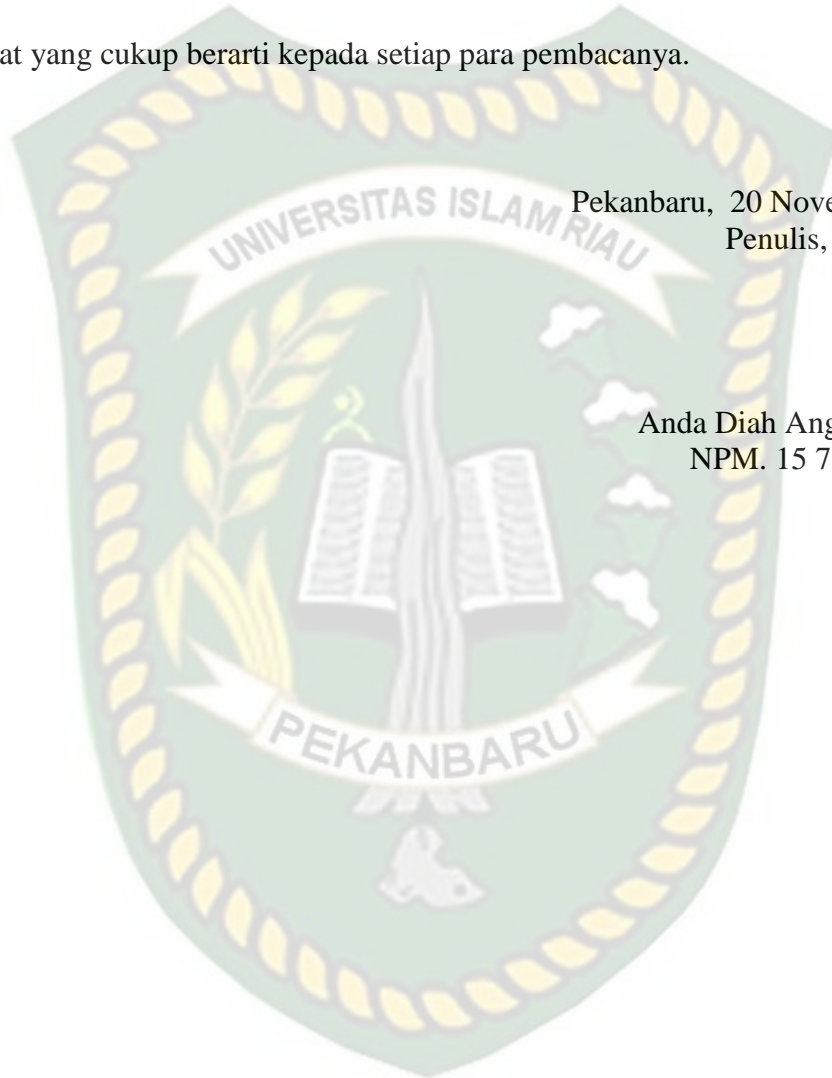 at yang cukup berarti kepada setiap para pembacanya.
Pekanbaru, 20 Nove
Penulis,
UNIVERSITAS ISLAM RIAU
Anda Diah Ang
NPM. 15 7
PEKANBARU